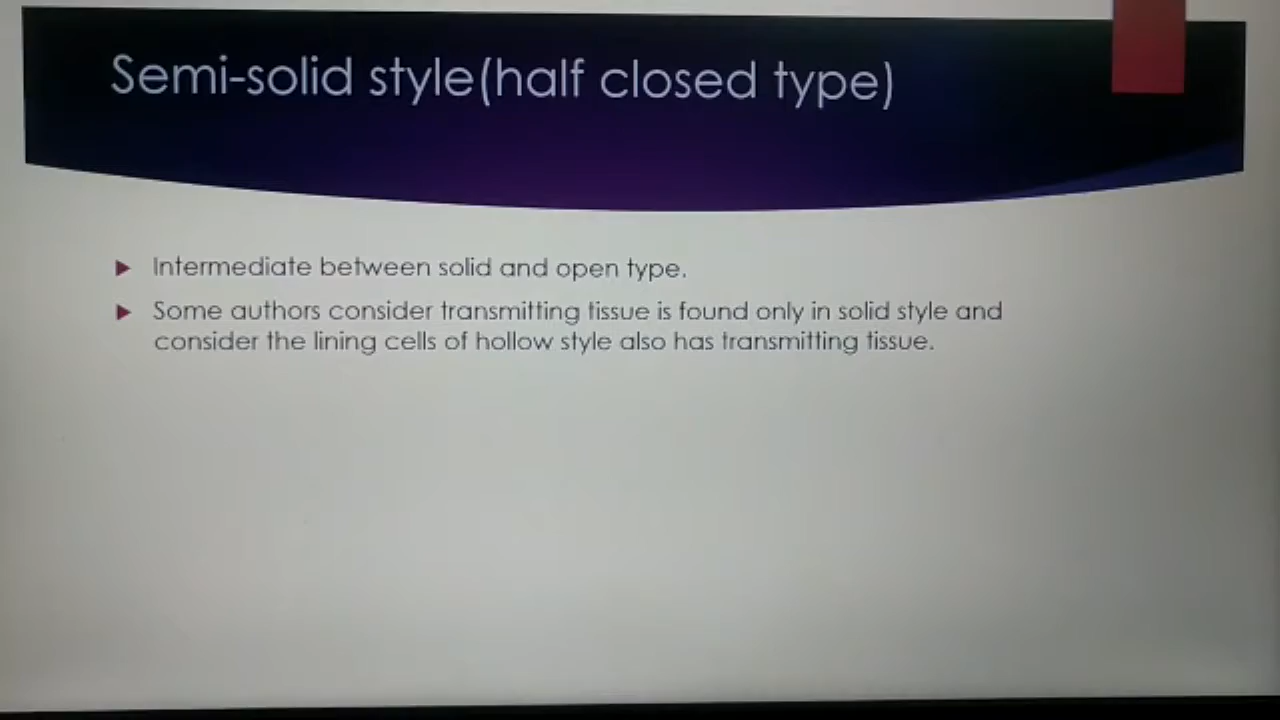 Semi-solid style(half closed type)
Intermediate between solid and open type.
Some authors consider transmitting tissue is found only in solid style and
consider the lining cells of hollow style also has transmitting tissue.